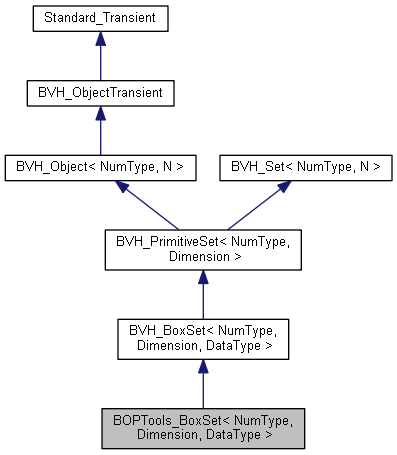 Standard_Transient
BVH_ObjectTransient
BVH_Object< NumType, N >
BVH_Set< NumType, N >
BVH_PrimitiveSet< NumType,
Dimension >
BVH_BoxSet< NumType,
Dimension, DataType >
BOPTools_BoxSet< NumType,
Dimension, DataType >